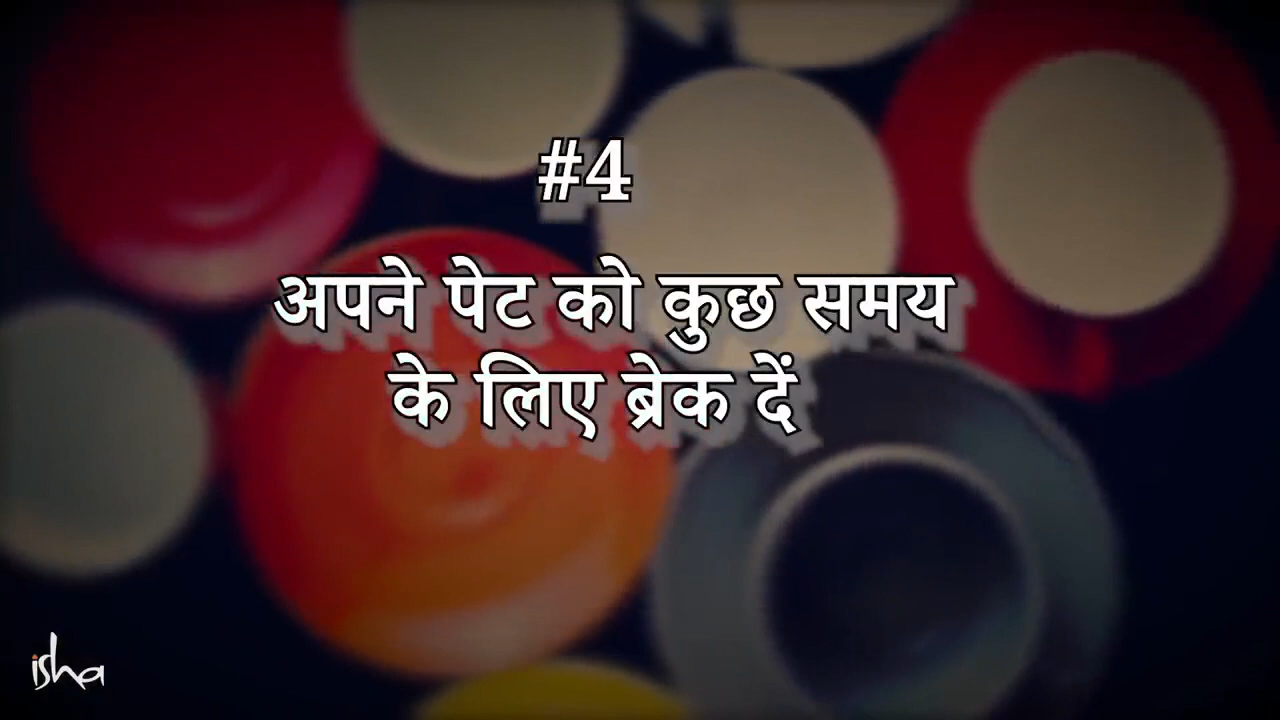 #4
अपने पेट को कुछ समय
के लिए ब्रेक दें
isha